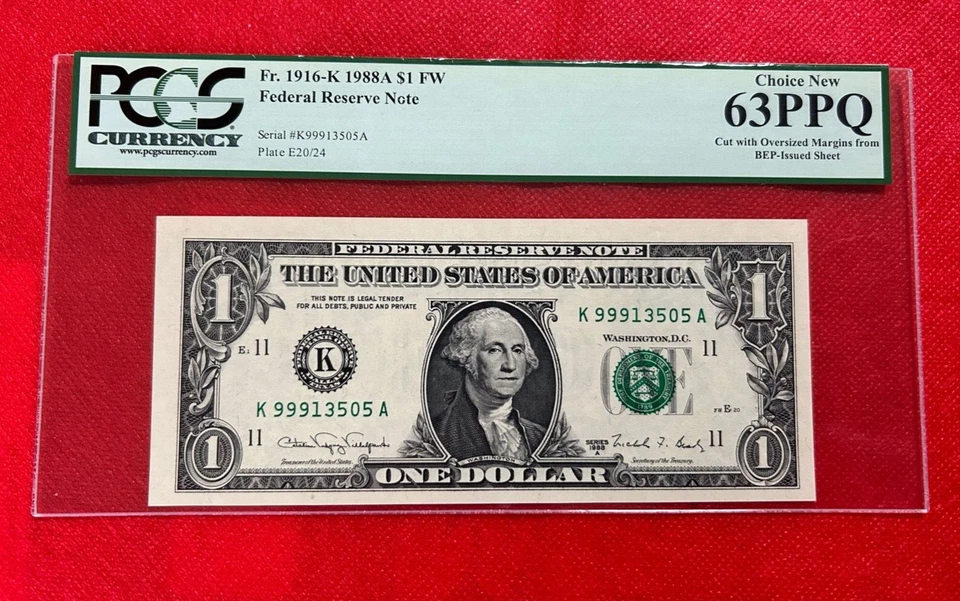 PCGS
CURRENCY
www.pcgscurrency.com
Fr. 1916-K 1988A $1 FW
Federal Reserve Note
Serial #K99913505A
Plate E20/24
Choice New
63PPQ
Cut with Oversized Margins from
BEP-Issued Sheet
FEDERAL RESERVE NOTE
THE UNITED STATES OF AMERICA
1
1
THIS NOTE IS LEGAL TENDER
FOR ALL DEBTS, PUBLIC AND PRIVATE
K 99913505 A
WASHINGTON, D.C.
11
11
K
ONE
1789
FW E 20
K 99913505 A
11
11
SERIES
1988
A
Treasurer of the United States.
Secretary of the Treasury.
1
1
WASHINGTON
ONE DOLLAR